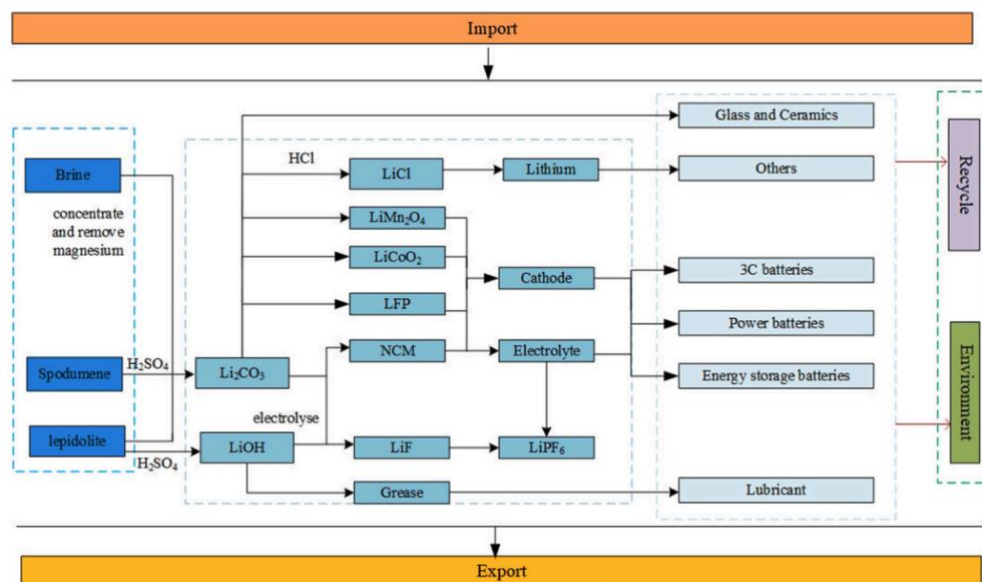 Import
Glass and Ceramics
HCl
Brine
LiCl
Lithium
Others
Recycle
concentrate
and remove
magnesium
LiMn₂O₄
LiCoO₂
Cathode
3C batteries
LFP
Power batteries
NCM
Electrolyte
Spodumene
H₂SO₄
Li₂CO₃
Energy storage batteries
Environment
electrolyse
lepidolite
H₂SO₄
LiOH
LiF
LiPF₆
Grease
Lubricant
Export